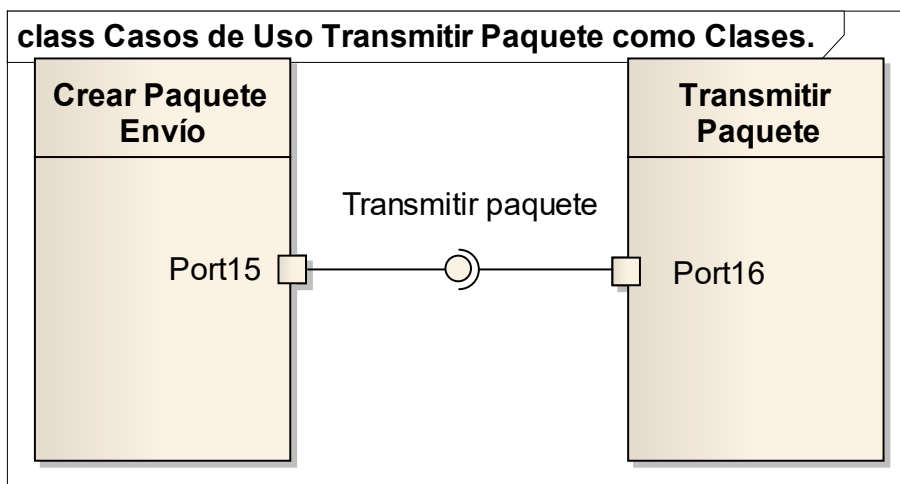 class Casos de Uso Transmitir Paquete como Clases.
Crear Paquete
Envío
Transmitir
Paquete
Transmitir paquete
Port15
Port16